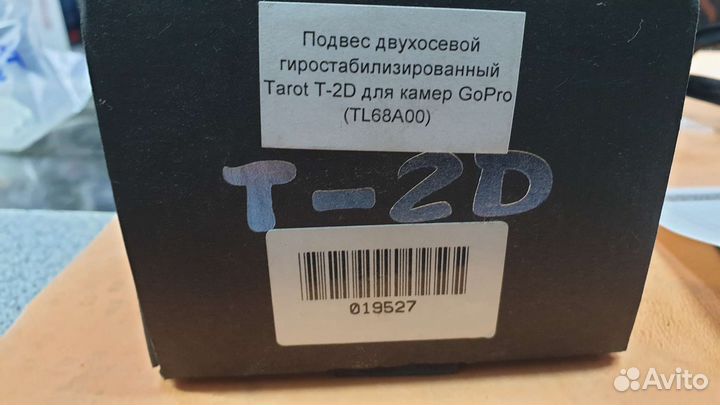 Подвес двухосевой
гиростабилизированный
Tarot T-2D для камер GoPro
(TL68A00)
T-2D
019527
Avito